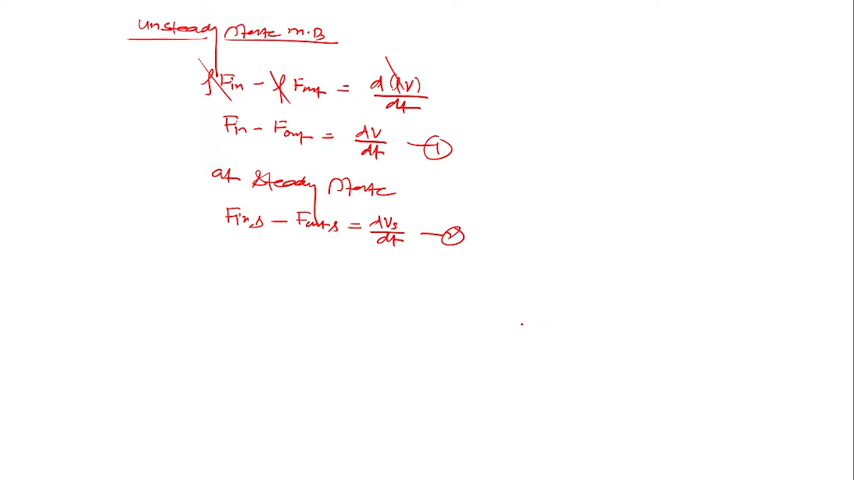 Unsteady state M.B
ρFin - ρFout = d(ρV)/dt
Fin - Fout = dV/dt — 1
at steady state
Fin,s - Fout,s = dVs/dt — 2